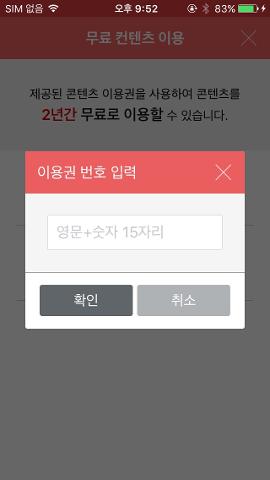 SIM 없음 오후 9:52 83%
무료 컨텐츠 이용
제공된 콘텐츠 이용권을 사용하여 콘텐츠를
2년간 무료로 이용할 수 있습니다.
이용권 번호 입력
영문+숫자 15자리
확인 취소